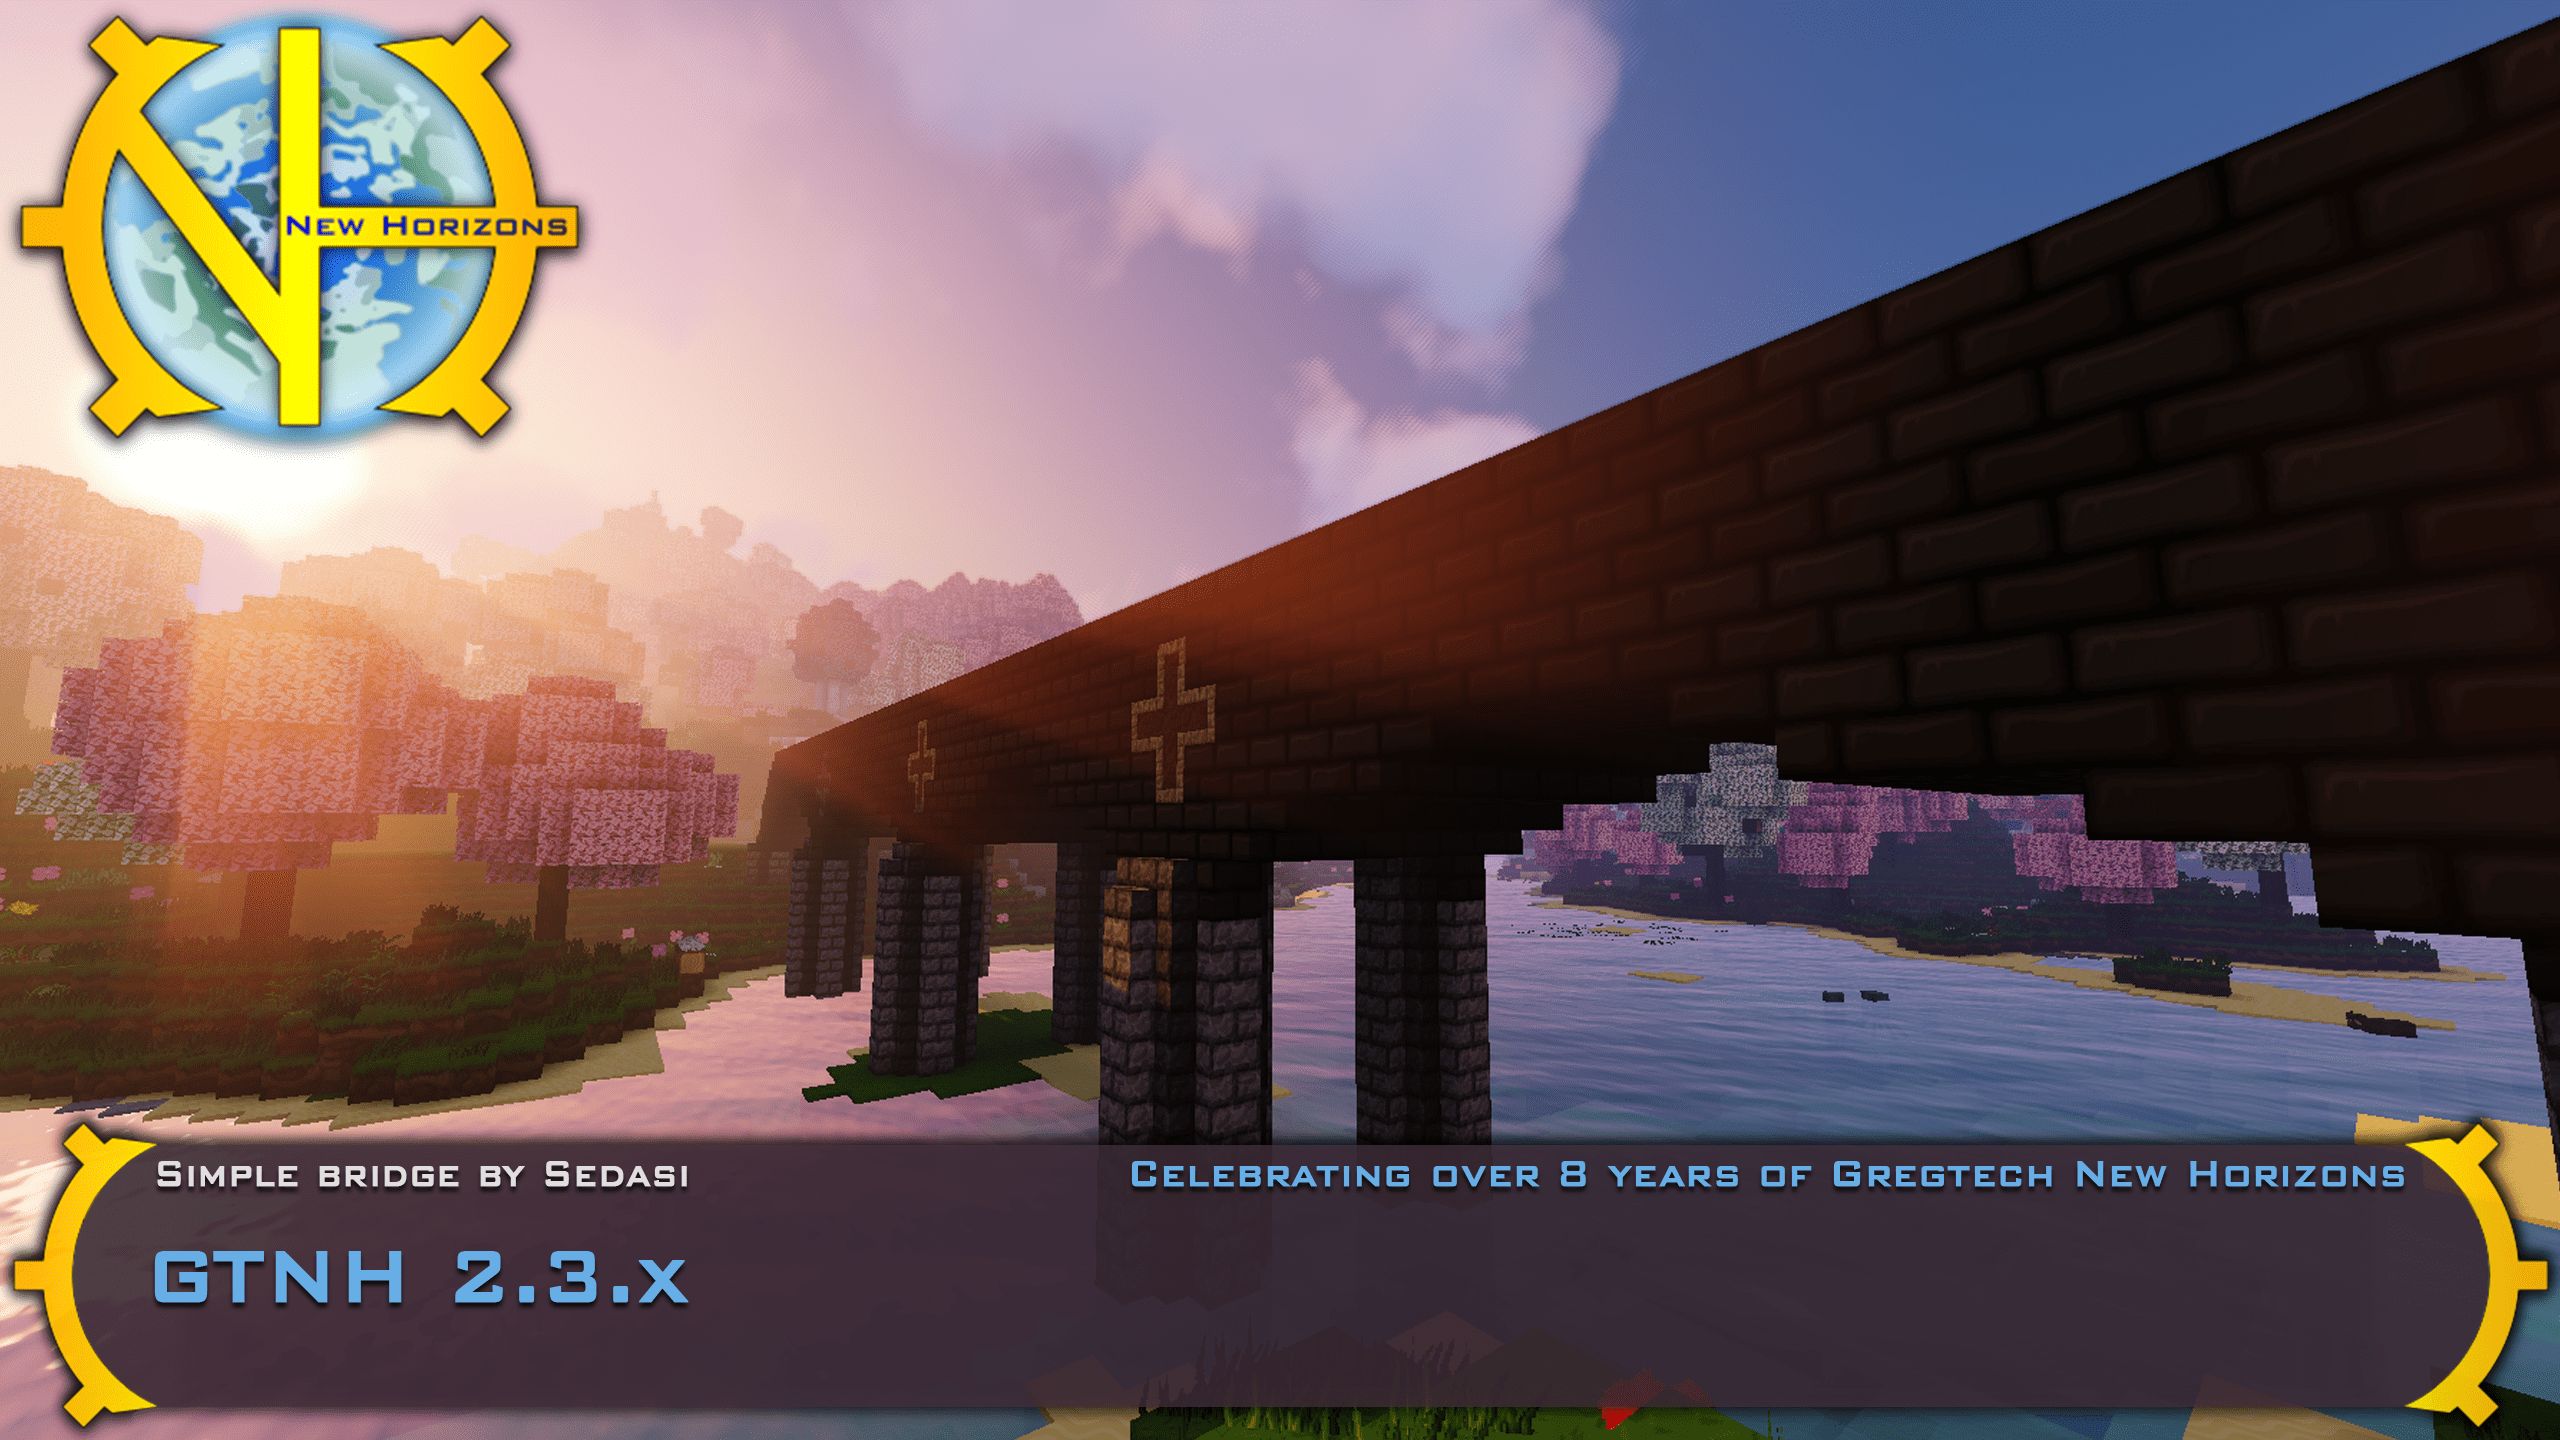 New Horizons
Simple bridge by Sedasi
Celebrating over 8 years of Gregtech New Horizons
GTNH 2.3.x